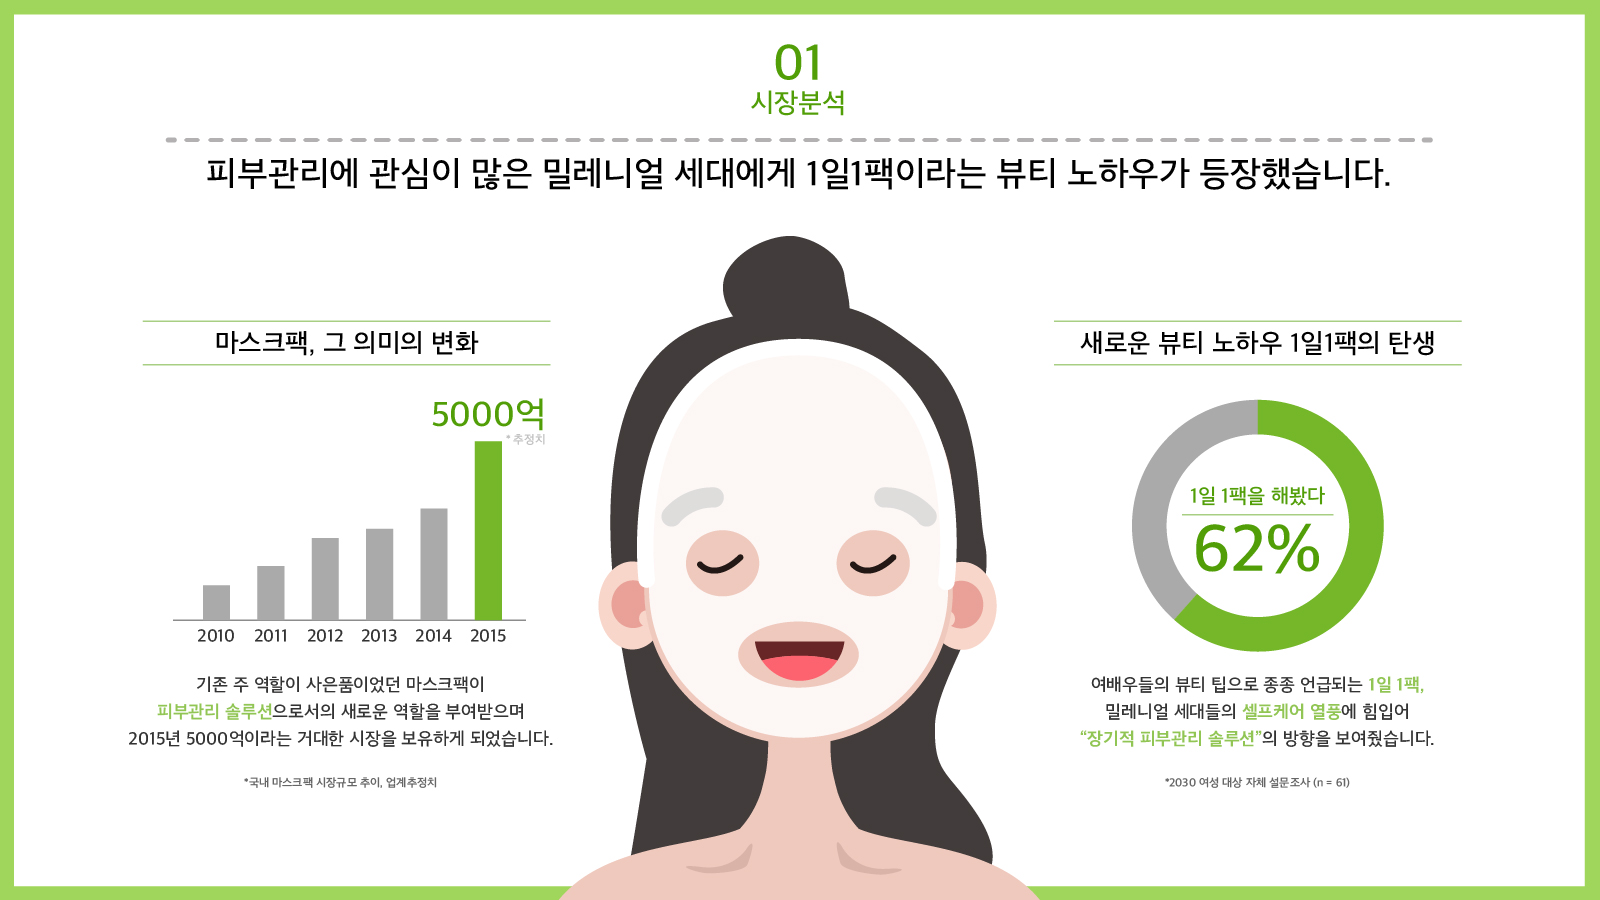 01
시장분석
피부관리에 관심이 많은 밀레니얼 세대에게 1일1팩이라는 뷰티 노하우가 등장했습니다.
마스크팩, 그 의미의 변화
5000억
* 추정치
2010 2011 2012 2013 2014 2015
기존 주 역할이 사은품이었던 마스크팩이
피부관리 솔루션으로서의 새로운 역할을 부여받으며
2015년 5000억이라는 거대한 시장을 보유하게 되었습니다.
*국내 마스크팩 시장규모 추이, 업계추정치
새로운 뷰티 노하우 1일1팩의 탄생
1일 1팩을 해봤다
62%
여배우들의 뷰티 팁으로 종종 언급되는 1일 1팩,
밀레니얼 세대들의 셀프케어 열풍에 힘입어
“장기적 피부관리 솔루션”의 방향을 보여줬습니다.
*2030 여성 대상 자체 설문조사 (n = 61)